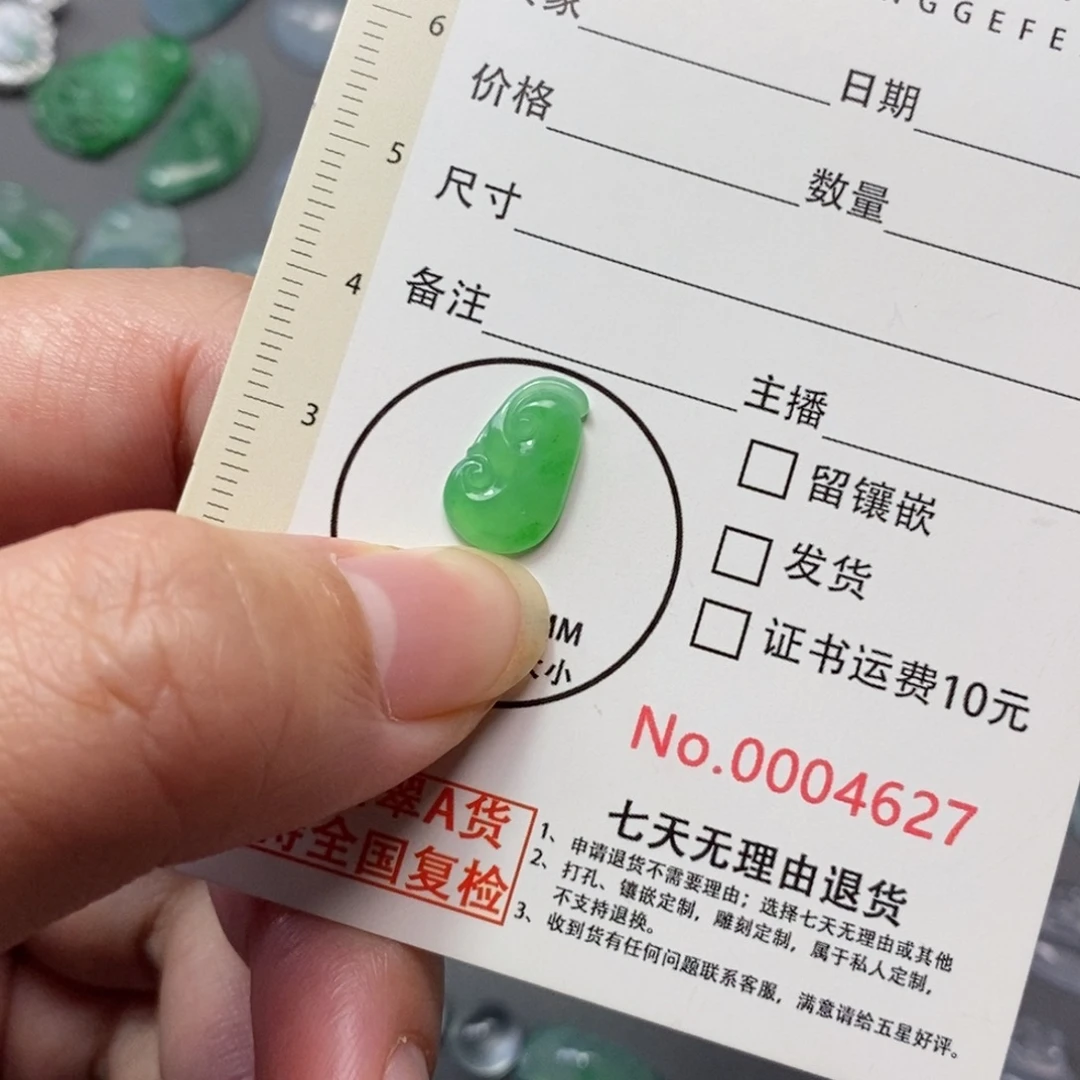 GGEFE
6
家
日期
5
价格
数量
尺寸
4
备注
主播
3
留镶嵌
发货
证书运费10元
MM
大小
No.0004627
翠A货
全国复检
七天无理由退货
1、申请退货不需要理由；选择七天无理由或其他
2、打孔、镶嵌定制，雕刻定制，属于私人定制，
不支持退换。
3、收到货有任何问题联系客服，满意请给五星好评。